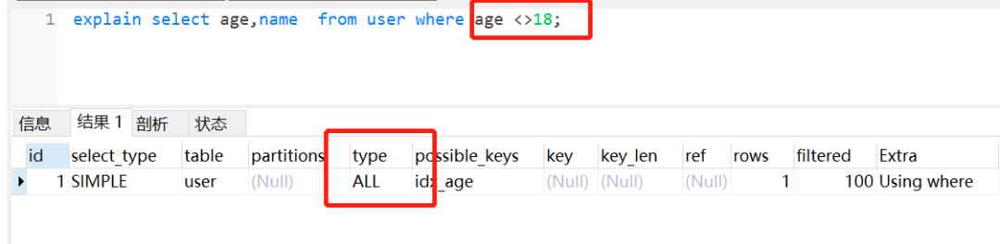 1 explain select age,name from user where age <>18;
信息 结果 1 剖析 状态
id select_type table partitions type possible_keys key key_len ref rows filtered Extra
1 SIMPLE user (Null) ALL idx_age (Null) (Null) (Null) 1 100 Using where